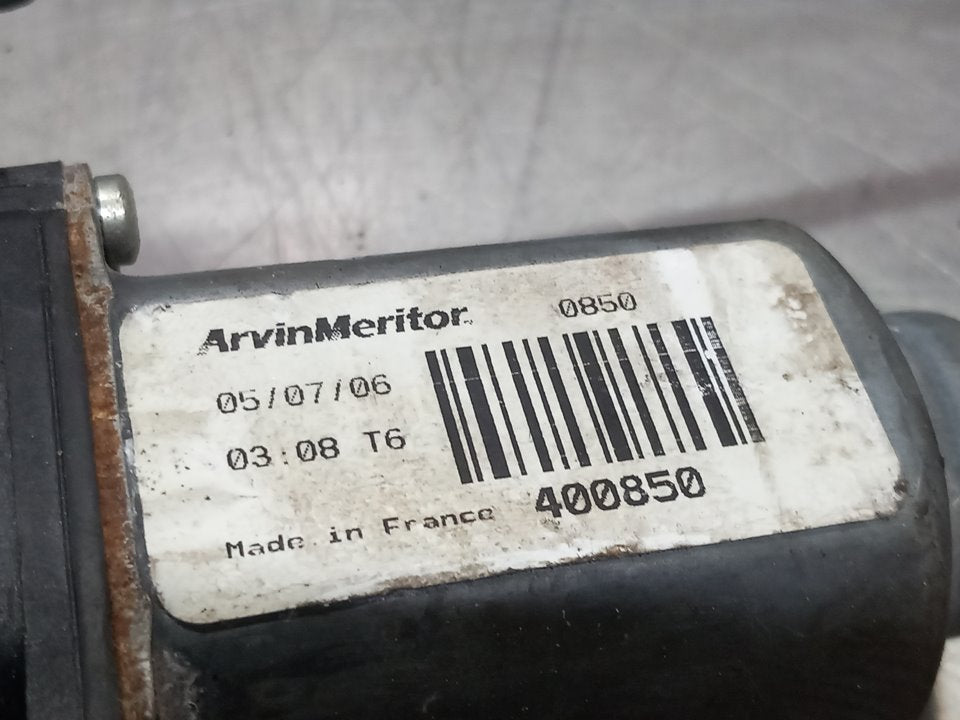 ArvinMeritor 0850
05/07/06
03:08 T6
400850
Made in France